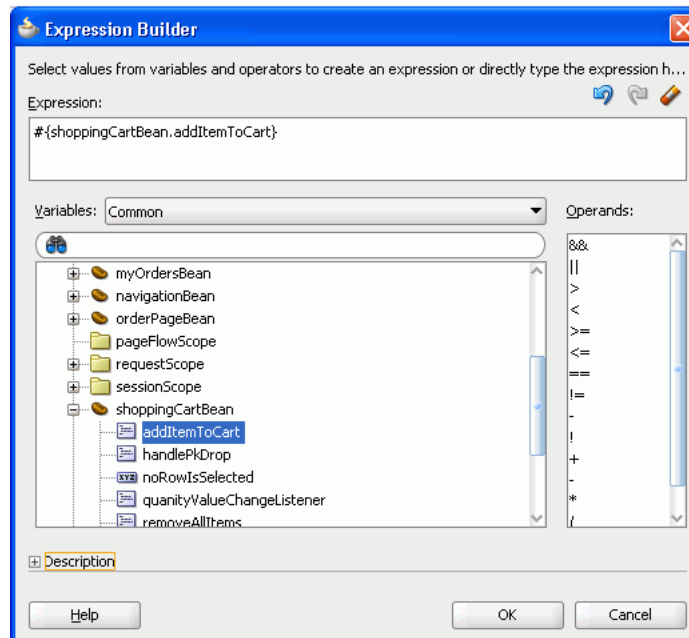 Expression Builder
Select values from variables and operators to create an expression or directly type the expression h...
Expression:
#{shoppingCartBean.addItemToCart}
Variables: Common
Operands:
myOrdersBean
navigationBean
orderPageBean
pageFlowScope
requestScope
sessionScope
shoppingCartBean
addItemToCart
handlePkDrop
xyz noRowIsSelected
quanityValueChangeListener
removeAllItems
&&
||
>
<
>=
<=
==
!=
-
!
+
-
*
/
Description
Help
OK
Cancel